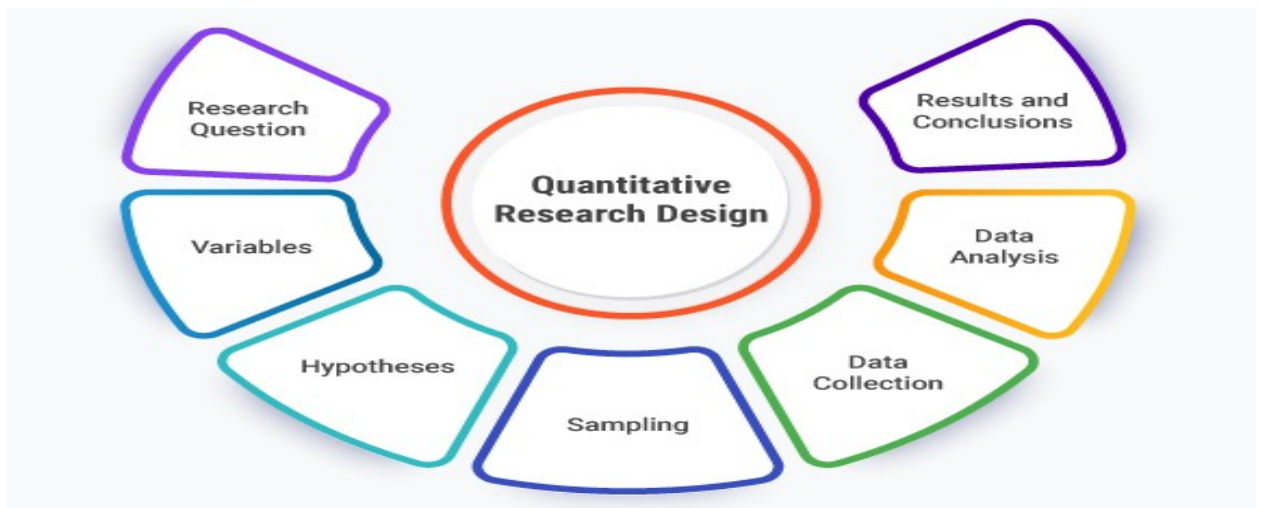 Research
Question
Variables
Hypotheses
Sampling
Data
Collection
Data
Analysis
Results and
Conclusions
Quantitative
Research Design